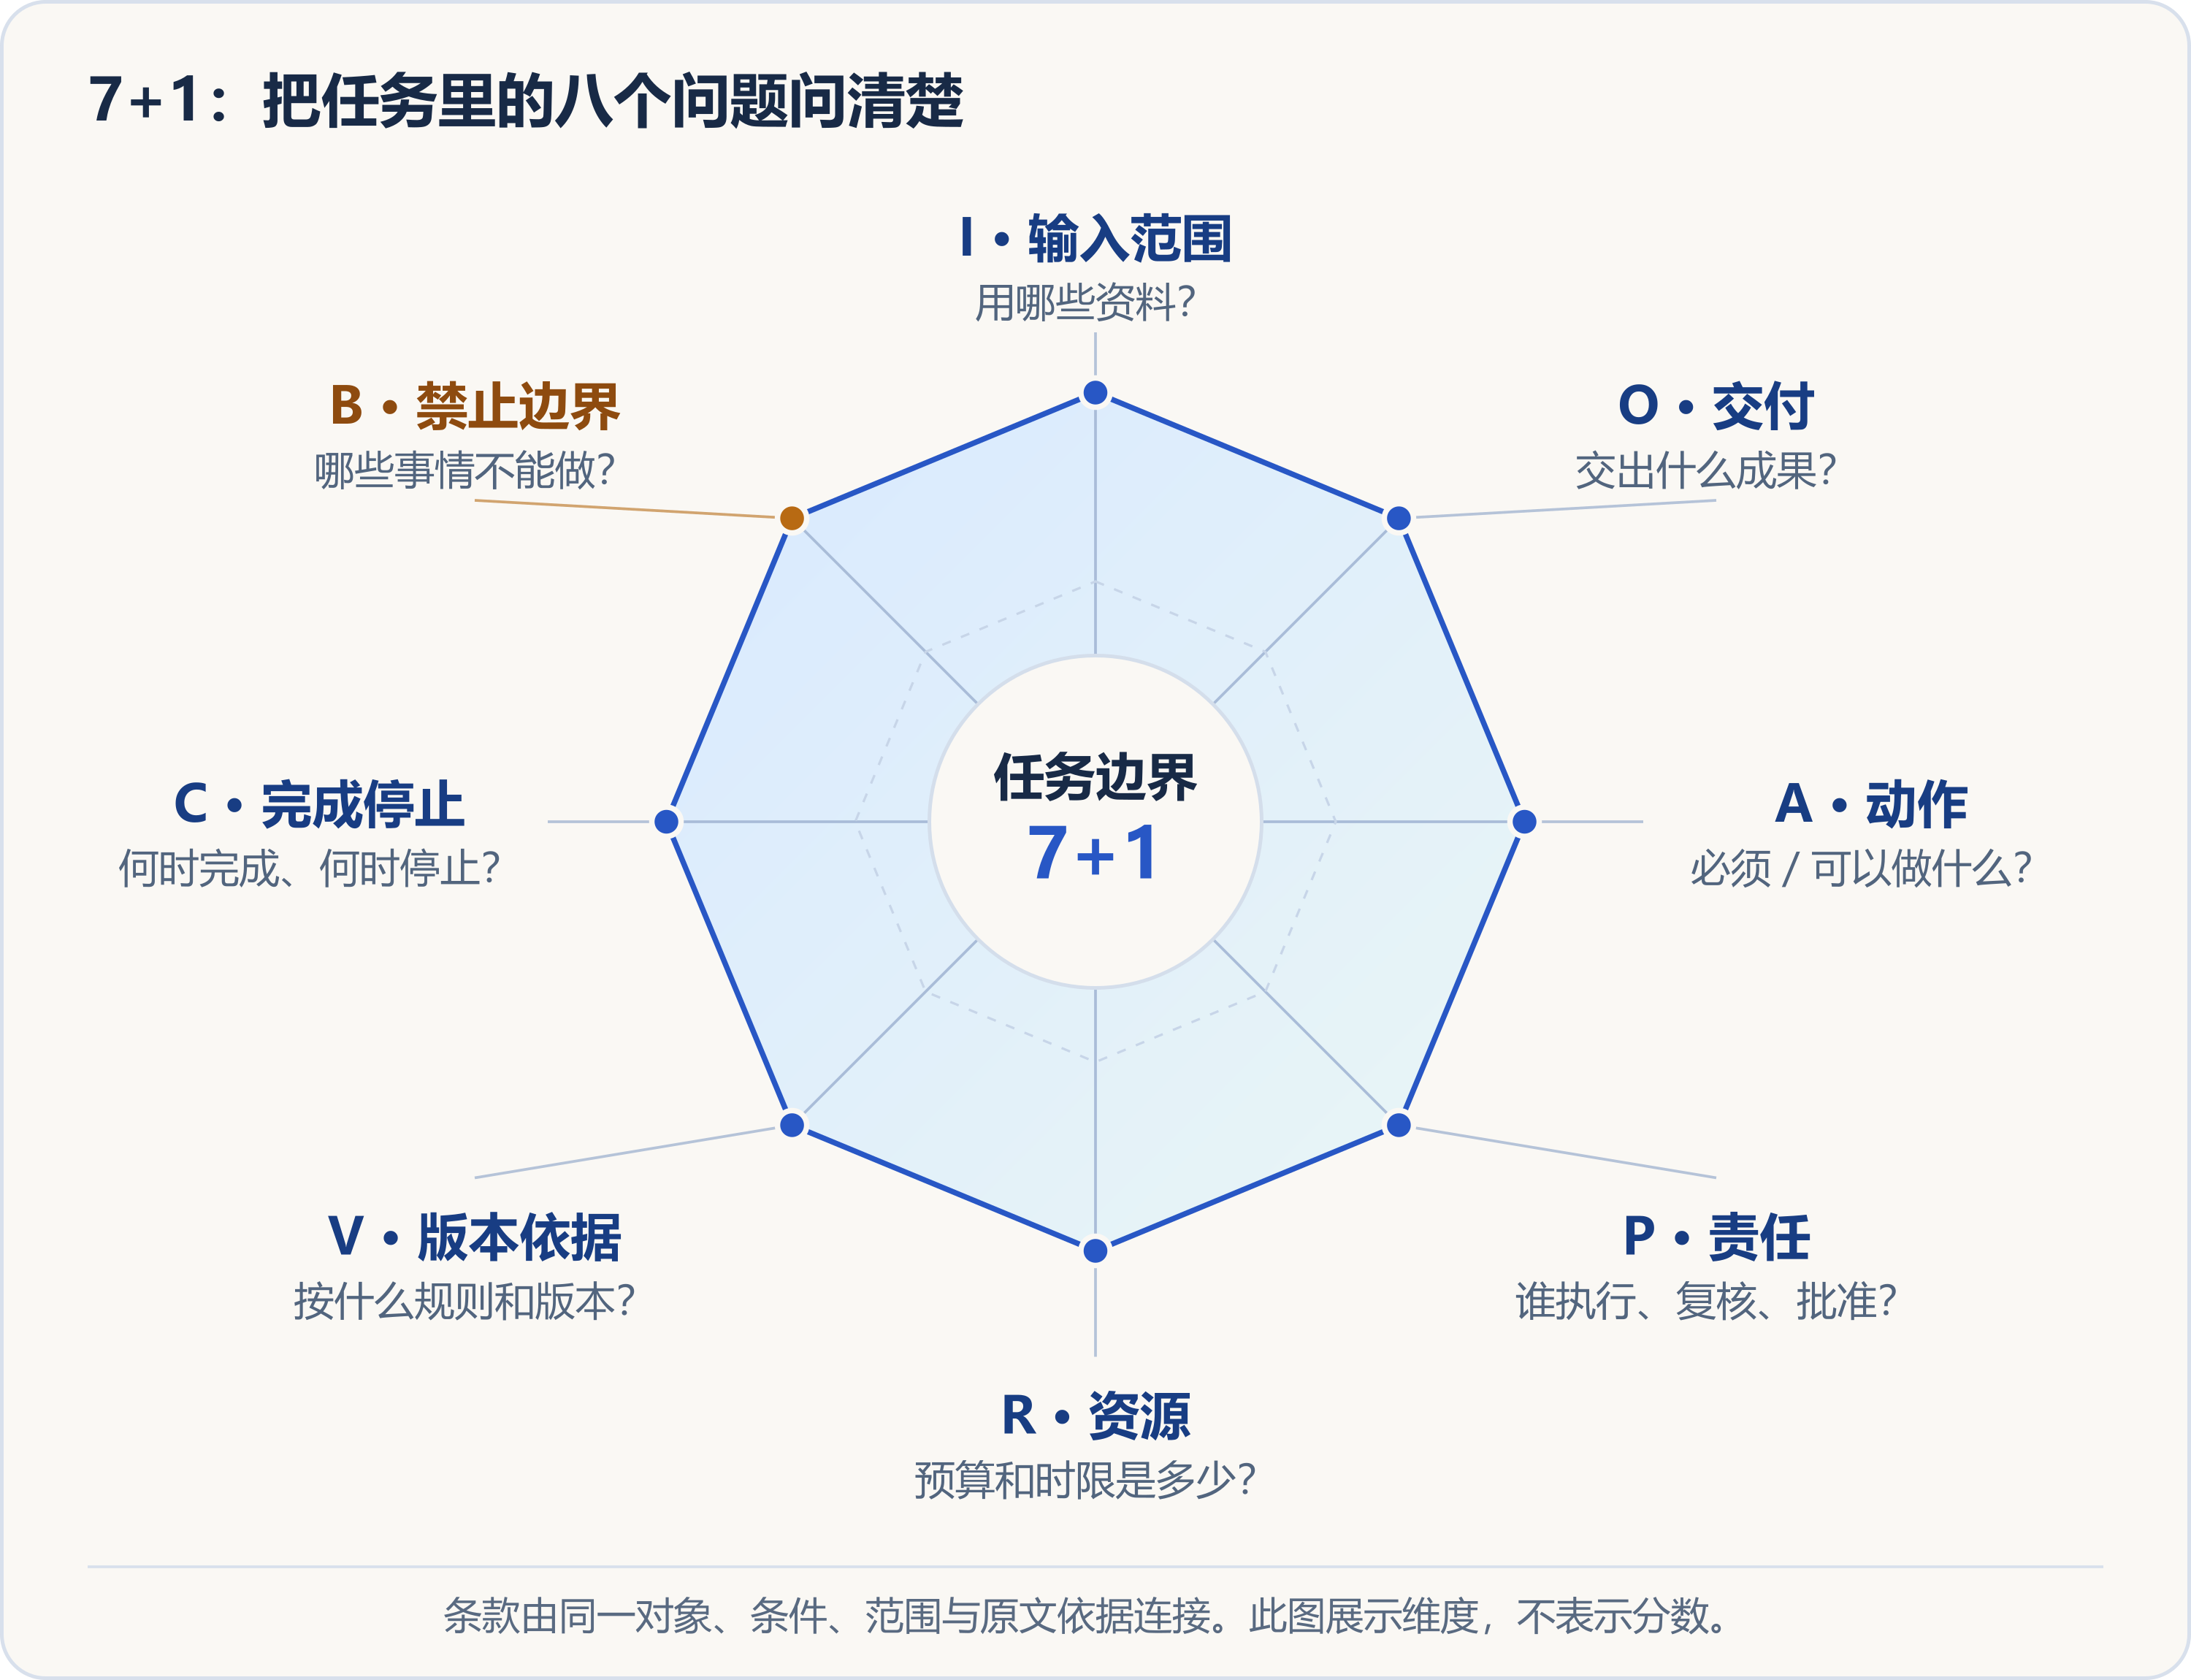 7+1：把任务里的八个问题问清楚
I · 输入范围
用哪些资料？
B · 禁止边界
哪些事情不能做？
O · 交付
交出什么成果？
C · 完成停止
何时完成、何时停止？
任务边界
7+1
A · 动作
必须 / 可以做什么？
V · 版本依据
按什么规则和版本？
P · 责任
谁执行、复核、批准？
R · 资源
预算和时限是多少？
条款由同一对象、条件、范围与原文依据连接。此图展示维度，不表示分数。